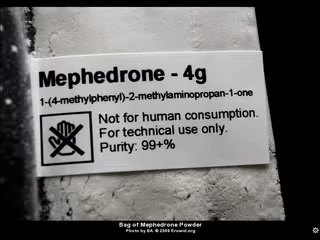 Mephedrone - 4g
1-(4-methylphenyl)-2-methylaminopropan-1-one
Not for human consumption.
For technical use only.
Purity: 99+%
Bag of Mephedrone Powder
Photo by BA © 2009 Erowid.org